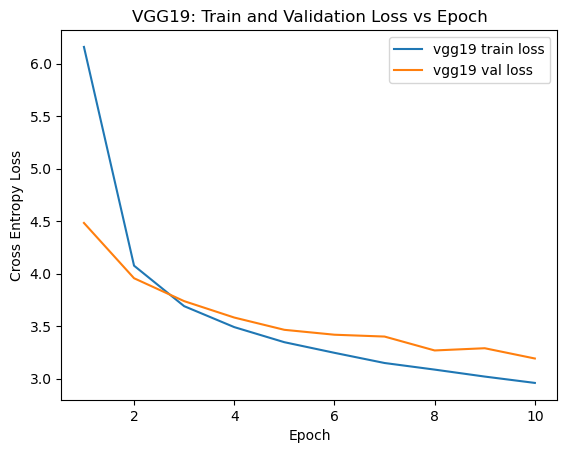 VGG19: Train and Validation Loss vs Epoch
vgg19 train loss
vgg19 val loss
Cross Entropy Loss
6.0
5.5
5.0
4.5
4.0
3.5
3.0
2 4 6 8 10
Epoch